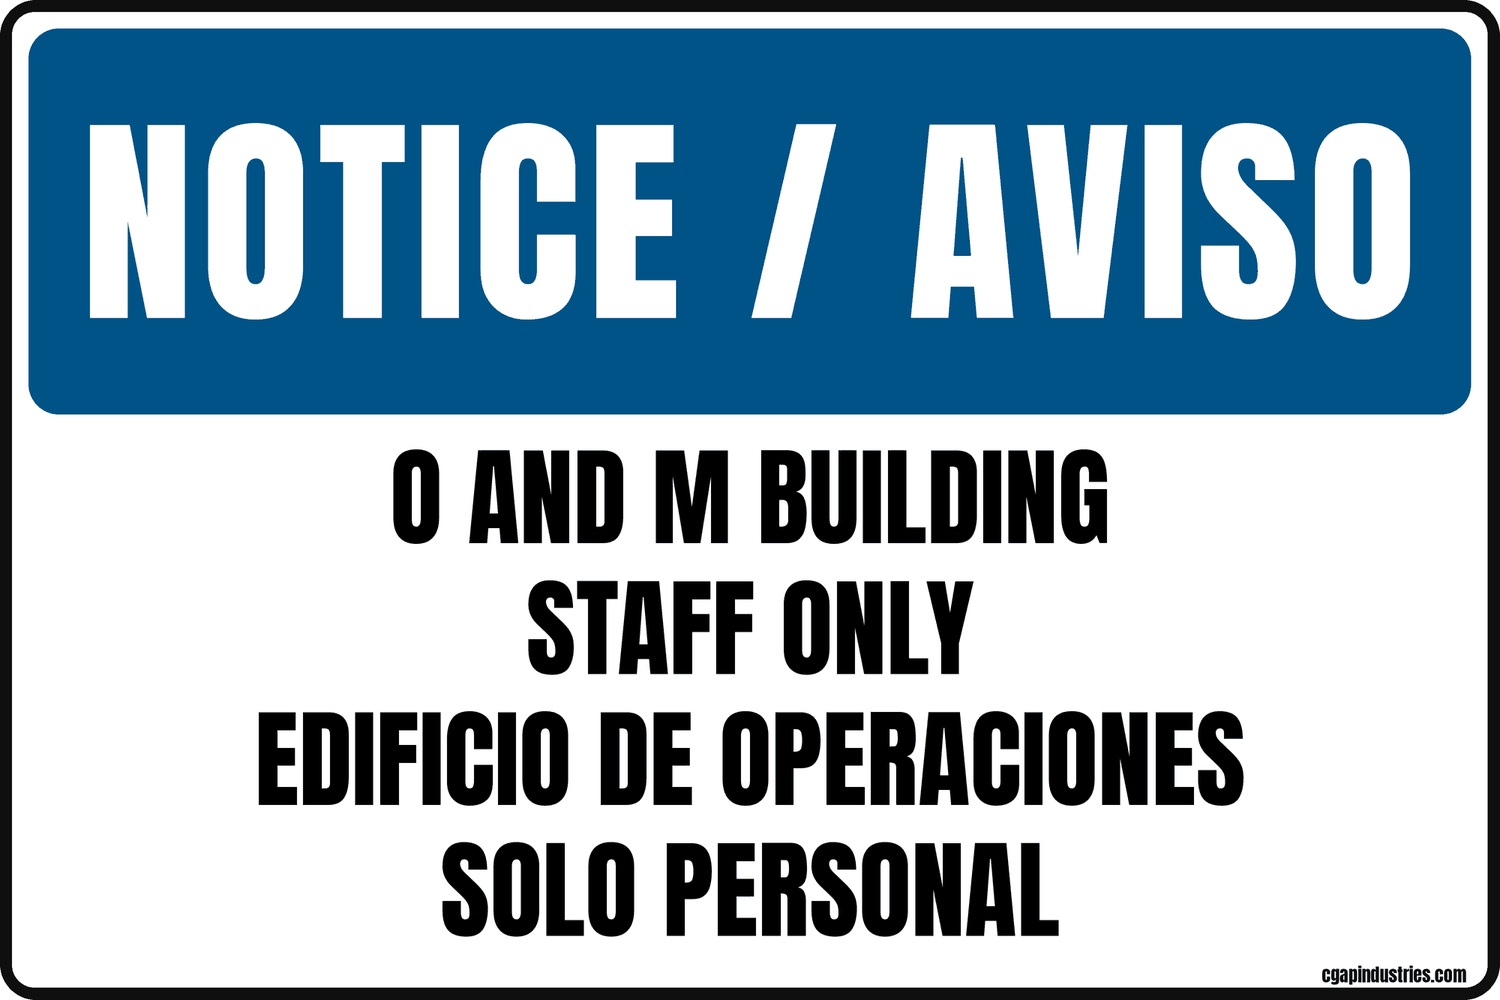 NOTICE / AVISO
O AND M BUILDING
STAFF ONLY
EDIFICIO DE OPERACIONES
SOLO PERSONAL
cgapindustries.com